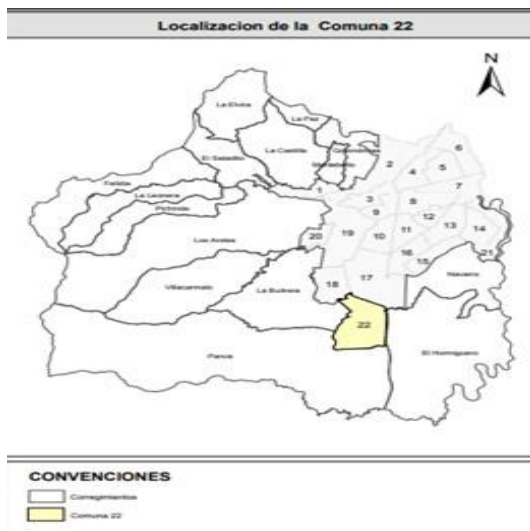 Localizacion de la Comuna 22
N
La Elvira
La Paz
La Castilla
El Saladito
Felidia
La Leonera
Pichinde
Los Andes
Villacarmelo
La Buitrera
Pance
Navarro
El Hormiguero
1
2
3
4
5
6
7
8
9
10
11
12
13
14
15
16
17
18
19
20
21
22
CONVENCIONES
Corregimientos
Comuna 22